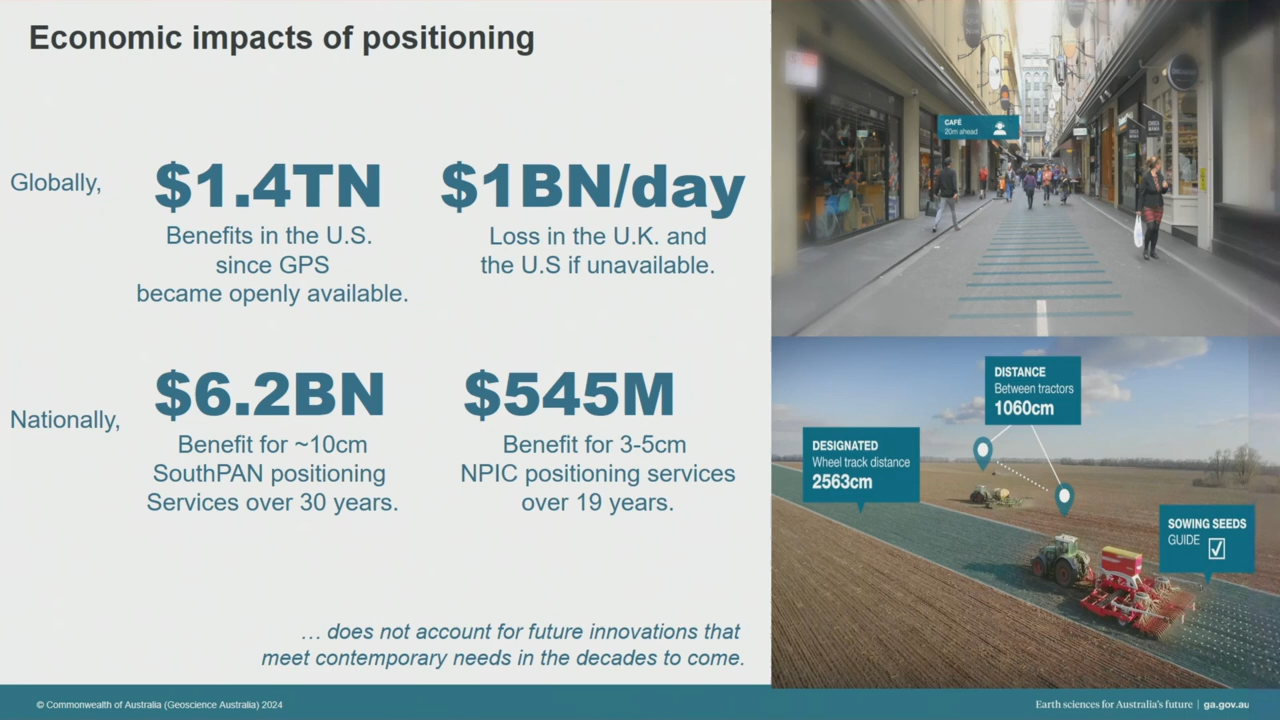 Economic impacts of positioning
Globally,
$1.4TN
Benefits in the U.S.
since GPS
became openly available.
$1BN/day
Loss in the U.K. and
the U.S if unavailable.
Nationally,
$6.2BN
Benefit for ~10cm
SouthPAN positioning
Services over 30 years.
$545M
Benefit for 3-5cm
NPIC positioning services
over 19 years.
… does not account for future innovations that
meet contemporary needs in the decades to come.
CAFÉ
20m ahead
DISTANCE
Between tractors
1060cm
DESIGNATED
Wheel track distance
2563cm
SOWING SEEDS
GUIDE
© Commonwealth of Australia (Geoscience Australia) 2024
Earth sciences for Australia's future | ga.gov.au